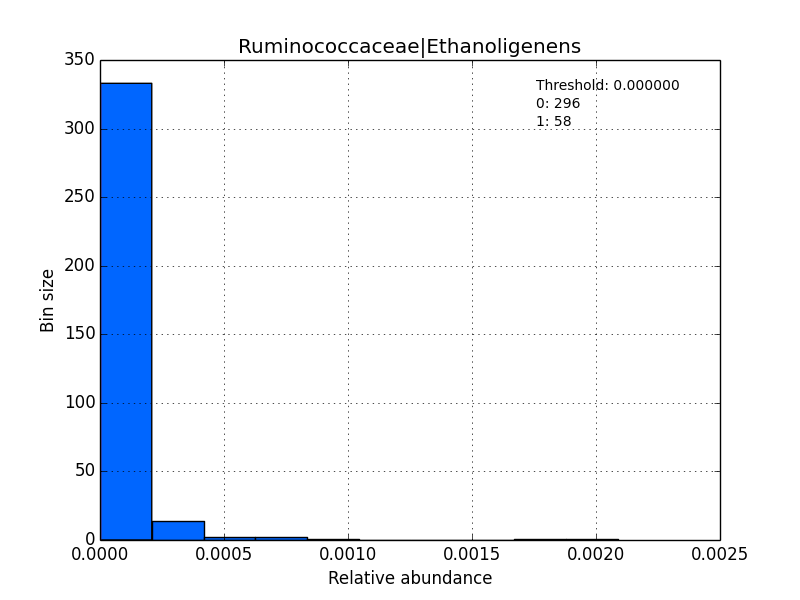 Ruminococcaceae|Ethanoligenens
Threshold: 0.000000
0: 296
1: 58
350
300
250
200
150
100
50
0
Bin size
0.0000 0.0005 0.0010 0.0015 0.0020 0.0025
Relative abundance